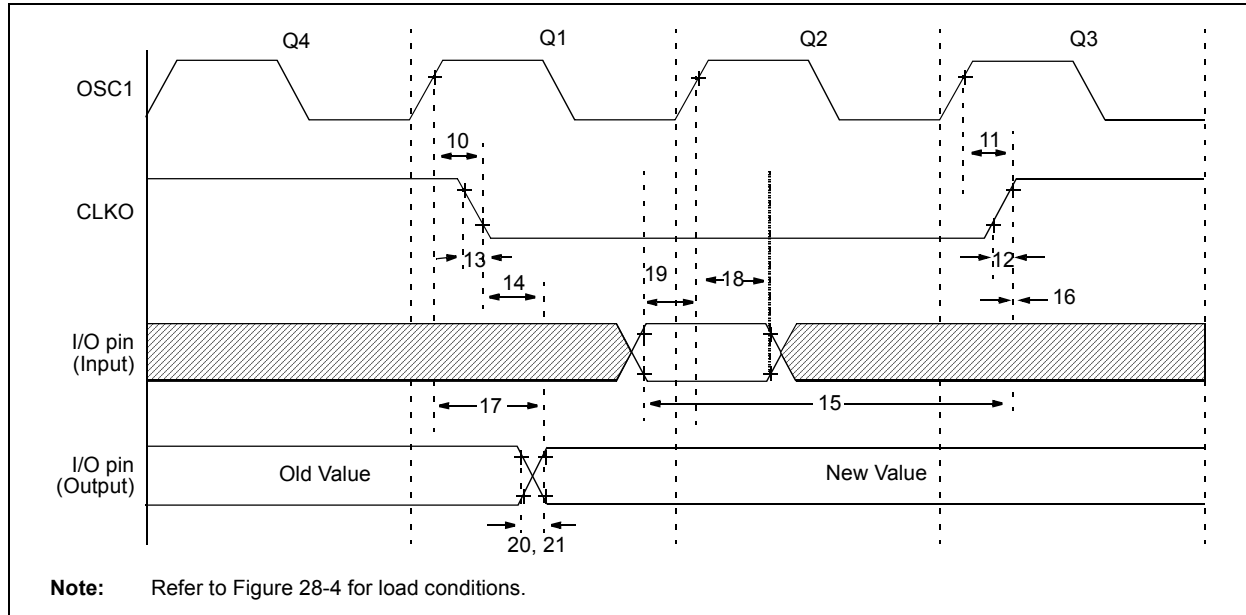 Q4 Q1 Q2 Q3
OSC1
10 11
CLKO
13 12
14 19 18 16
I/O pin
(Input)
17 15
I/O pin
(Output)
Old Value New Value
20, 21
Note: Refer to Figure 28-4 for load conditions.